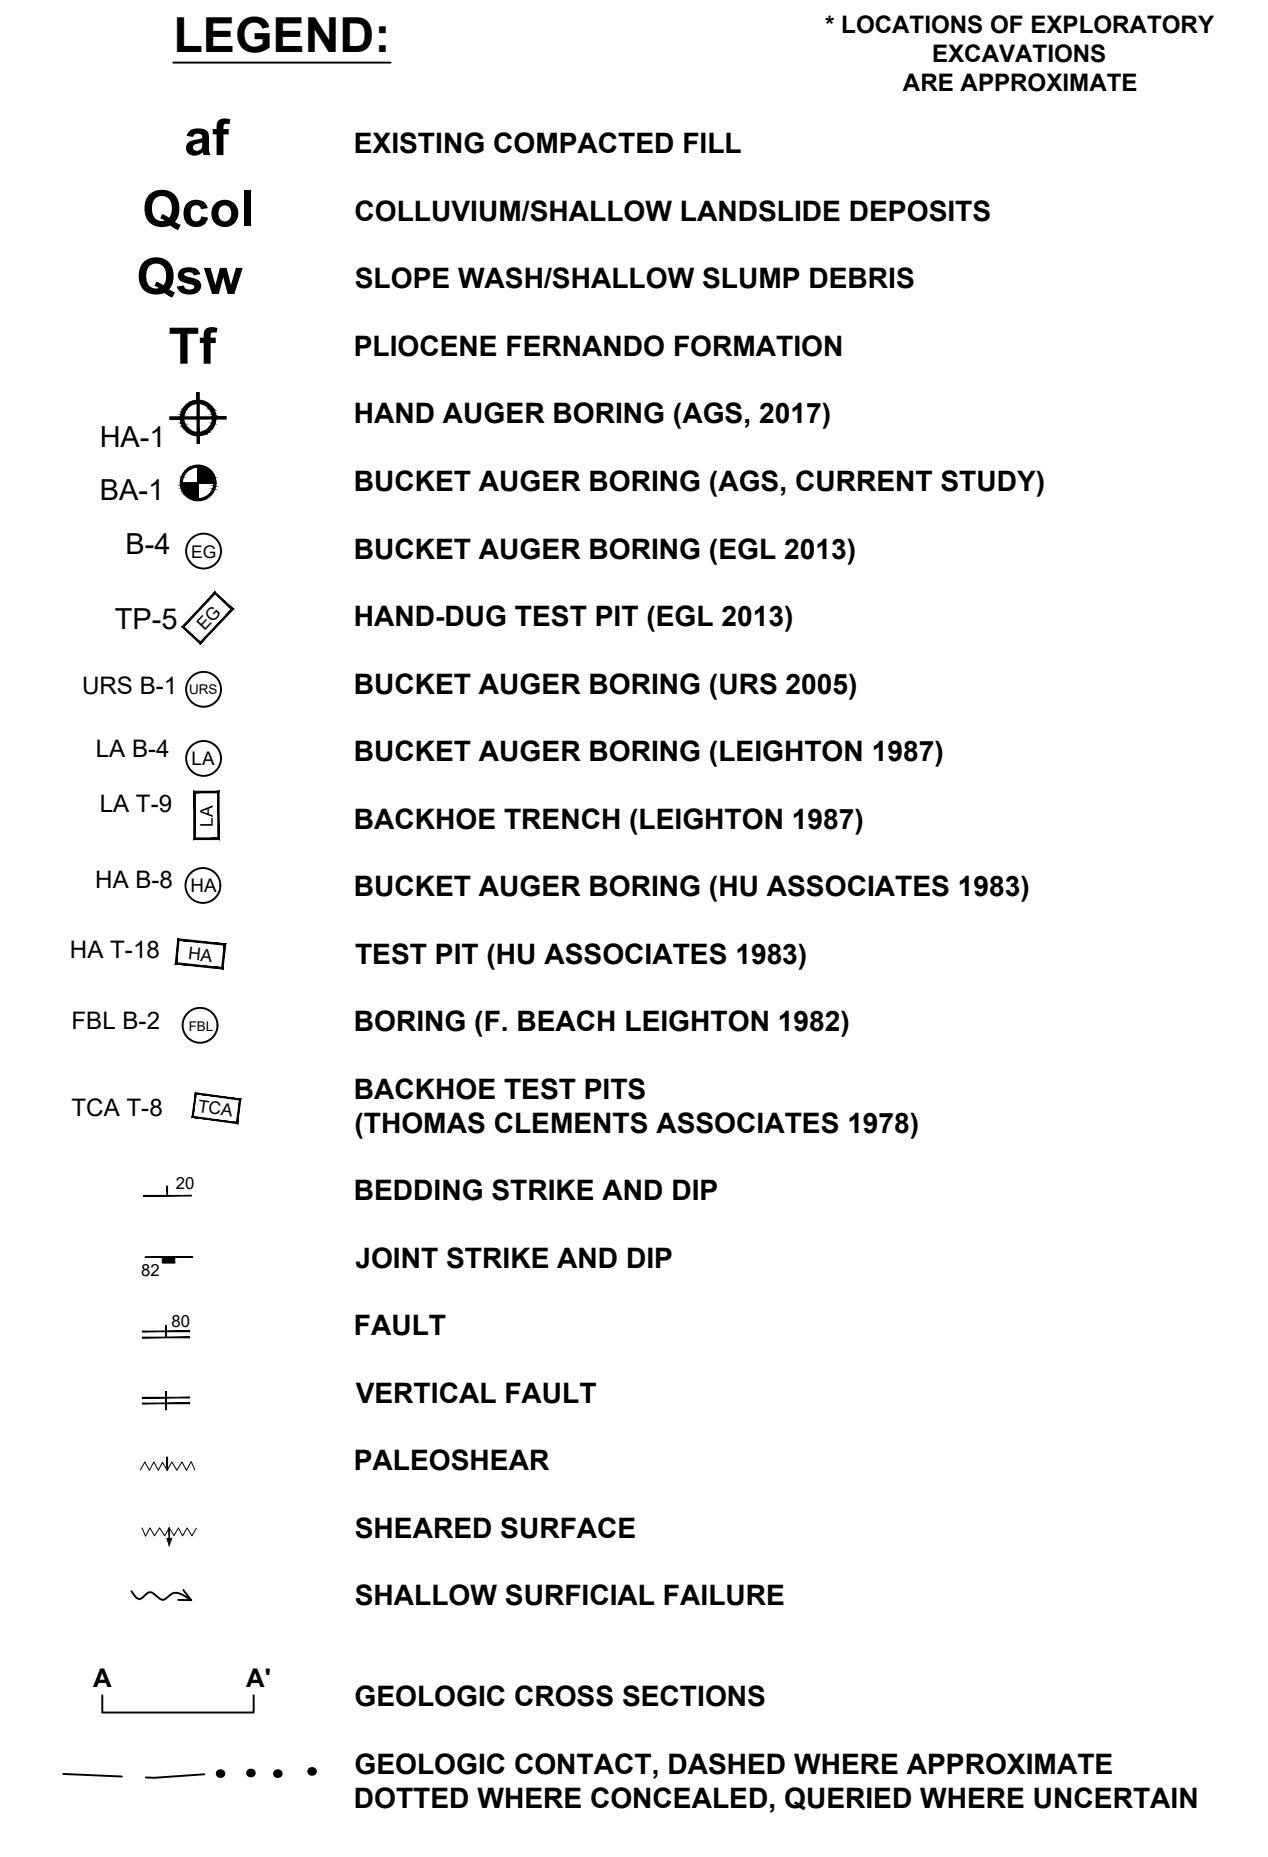 LEGEND:
* LOCATIONS OF EXPLORATORY
EXCAVATIONS
ARE APPROXIMATE
af EXISTING COMPACTED FILL
Qcol COLLUVIUM/SHALLOW LANDSLIDE DEPOSITS
Qsw SLOPE WASH/SHALLOW SLUMP DEBRIS
Tf PLIOCENE FERNANDO FORMATION
HA-1 HAND AUGER BORING (AGS, 2017)
BA-1 BUCKET AUGER BORING (AGS, CURRENT STUDY)
B-4 EG BUCKET AUGER BORING (EGL 2013)
TP-5 EG HAND-DUG TEST PIT (EGL 2013)
URS B-1 URS BUCKET AUGER BORING (URS 2005)
LA B-4 LA BUCKET AUGER BORING (LEIGHTON 1987)
LA T-9 LA BACKHOE TRENCH (LEIGHTON 1987)
HA B-8 HA BUCKET AUGER BORING (HU ASSOCIATES 1983)
HA T-18 HA TEST PIT (HU ASSOCIATES 1983)
FBL B-2 FBL BORING (F. BEACH LEIGHTON 1982)
TCA T-8 TCA BACKHOE TEST PITS
(THOMAS CLEMENTS ASSOCIATES 1978)
20 BEDDING STRIKE AND DIP
82 JOINT STRIKE AND DIP
80 FAULT
VERTICAL FAULT
PALEOSHEAR
SHEARED SURFACE
SHALLOW SURFICIAL FAILURE
A A' GEOLOGIC CROSS SECTIONS
GEOLOGIC CONTACT, DASHED WHERE APPROXIMATE
DOTTED WHERE CONCEALED, QUERIED WHERE UNCERTAIN